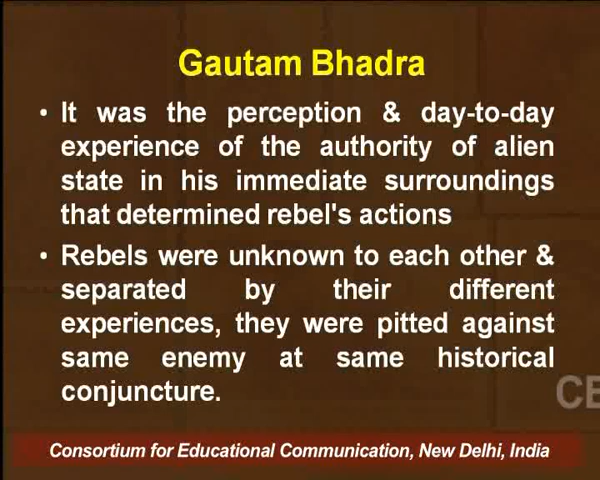 Gautam Bhadra
• It was the perception & day-to-day
experience of the authority of alien
state in his immediate surroundings
that determined rebel's actions
• Rebels were unknown to each other &
separated by their different
experiences, they were pitted against
same enemy at same historical
conjuncture.
CE
Consortium for Educational Communication, New Delhi, India